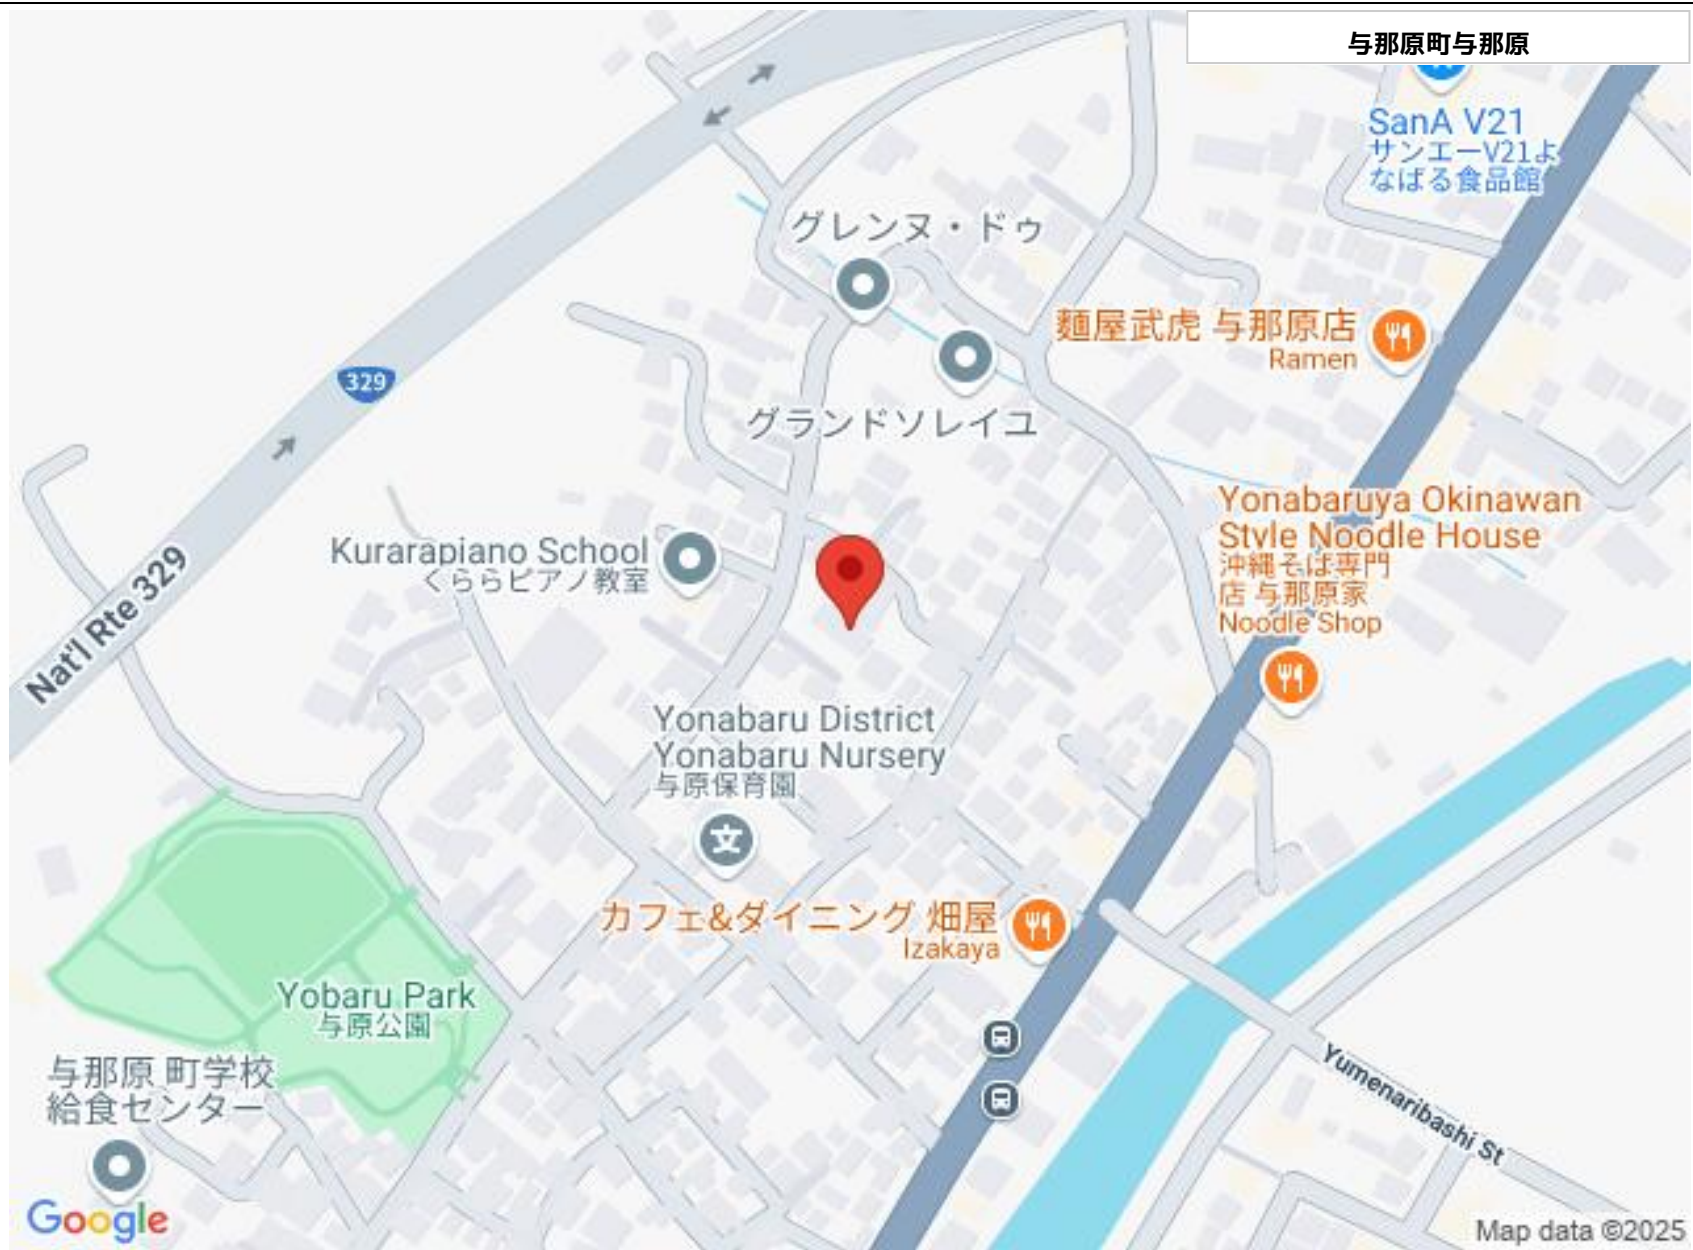 与那原町与那原
SanA V21
サンエーV21よ
なばる食品館
グレンヌ・ドゥ
麺屋武虎 与那原店
Ramen
329
グランドソレイユ
Yonabaruya Okinawan
Style Noodle House
沖縄そば専門
店 与那原家
Noodle Shop
Kurarapiano School
くららピアノ教室
Nat'l Rte 329
Yonabaru District
Yonabaru Nursery
与原保育園
文
カフェ&ダイニング 畑屋
Izakaya
Yobaru Park
与原公園
Yumenaribashi St
与那原 町学校
給食センター
Google
Map data ©2025